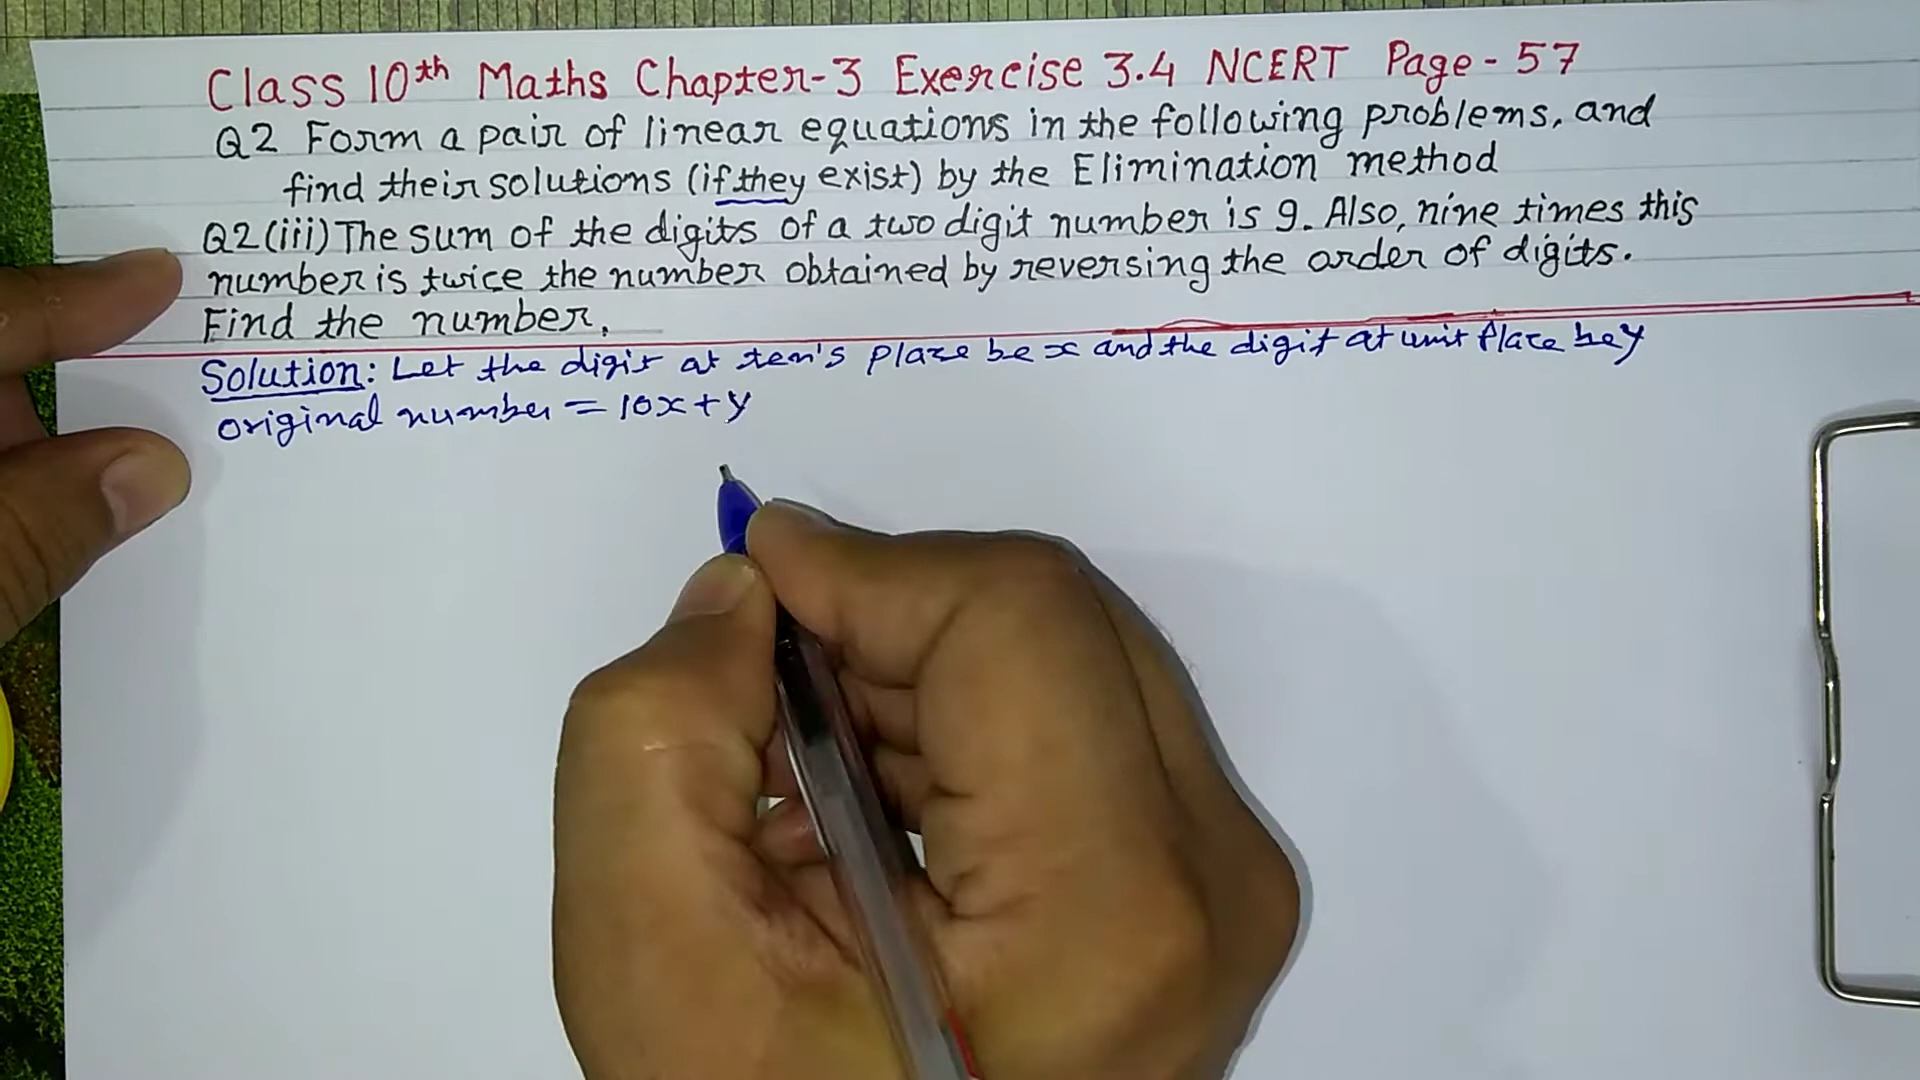 Class 10th Maths Chapter-3 Exercise 3.4 NCERT Page-57
Q2 Form a pair of linear equations in the following problems, and
find their solutions (if they exist) by the Elimination method
Q2(iii) The sum of the digits of a two digit number is 9. Also, nine times this
number is twice the number obtained by reversing the order of digits.
Find the number.
Solution: Let the digit at ten's place be x and the digit at unit place be y
original number = 10x+y